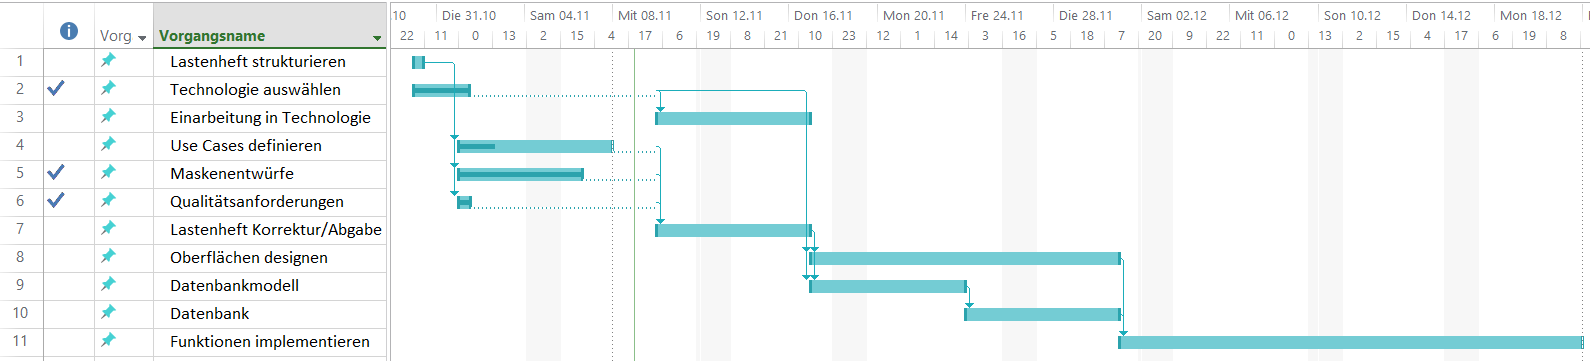 .10 Die 31.10 Sam 04.11 Mit 08.11 Son 12.11 Don 16.11 Mon 20.11 Fre 24.11 Die 28.11 Sam 02.12 Mit 06.12 Son 10.12 Don 14.12 Mon 18.12
Vorg Vorgangsname 22 11 0 13 2 15 4 17 6 19 8 21 10 23 12 1 14 3 16 5 18 7 20 9 22 11 0 13 2 15 4 17 6 19 8
1 Lastenheft strukturieren
2 Technologie auswählen
3 Einarbeitung in Technologie
4 Use Cases definieren
5 Maskenentwürfe
6 Qualitätsanforderungen
7 Lastenheft Korrektur/Abgabe
8 Oberflächen designen
9 Datenbankmodell
10 Datenbank
11 Funktionen implementieren